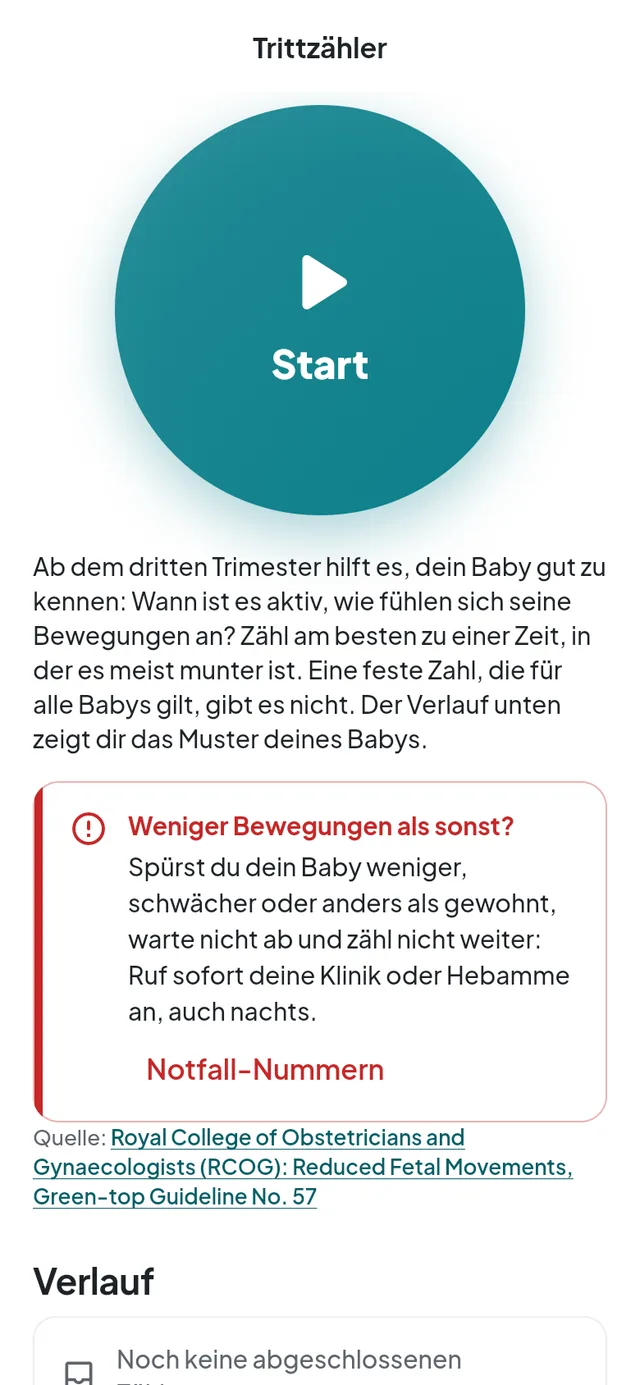 Trittzähler
Start
Ab dem dritten Trimester hilft es, dein Baby gut zu
kennen: Wann ist es aktiv, wie fühlen sich seine
Bewegungen an? Zähl am besten zu einer Zeit, in
der es meist munter ist. Eine feste Zahl, die für
alle Babys gilt, gibt es nicht. Der Verlauf unten
zeigt dir das Muster deines Babys.
Weniger Bewegungen als sonst?
Spürst du dein Baby weniger,
schwächer oder anders als gewohnt,
warte nicht ab und zähl nicht weiter:
Ruf sofort deine Klinik oder Hebamme
an, auch nachts.
Notfall-Nummern
Quelle: Royal College of Obstetricians and
Gynaecologists (RCOG): Reduced Fetal Movements,
Green-top Guideline No. 57
Verlauf
Noch keine abgeschlossenen